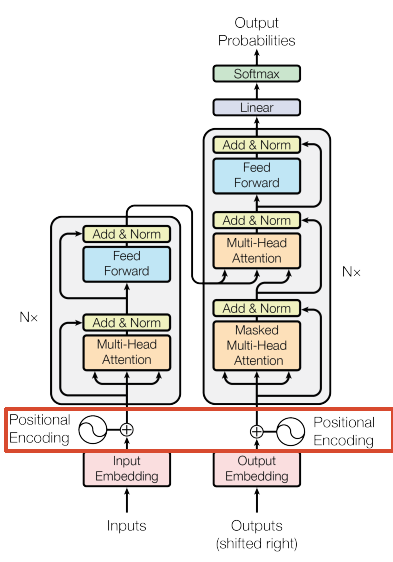 Output
Probabilities
Softmax
Linear
Add & Norm
Feed
Forward
Add & Norm
Multi-Head
Attention
Nx
Add & Norm
Masked
Multi-Head
Attention
Add & Norm
Feed
Forward
Nx
Add & Norm
Multi-Head
Attention
Positional
Encoding
Positional
Encoding
Input
Embedding
Output
Embedding
Inputs
Outputs
(shifted right)